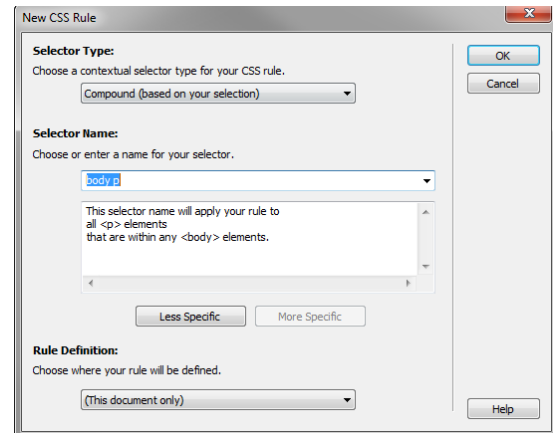 New CSS Rule
Selector Type:
Choose a contextual selector type for your CSS rule.
Compound (based on your selection)
Selector Name:
Choose or enter a name for your selector.
body p
This selector name will apply your rule to
all <p> elements
that are within any <body> elements.
Less Specific
More Specific
Rule Definition:
Choose where your rule will be defined.
(This document only)
OK
Cancel
Help